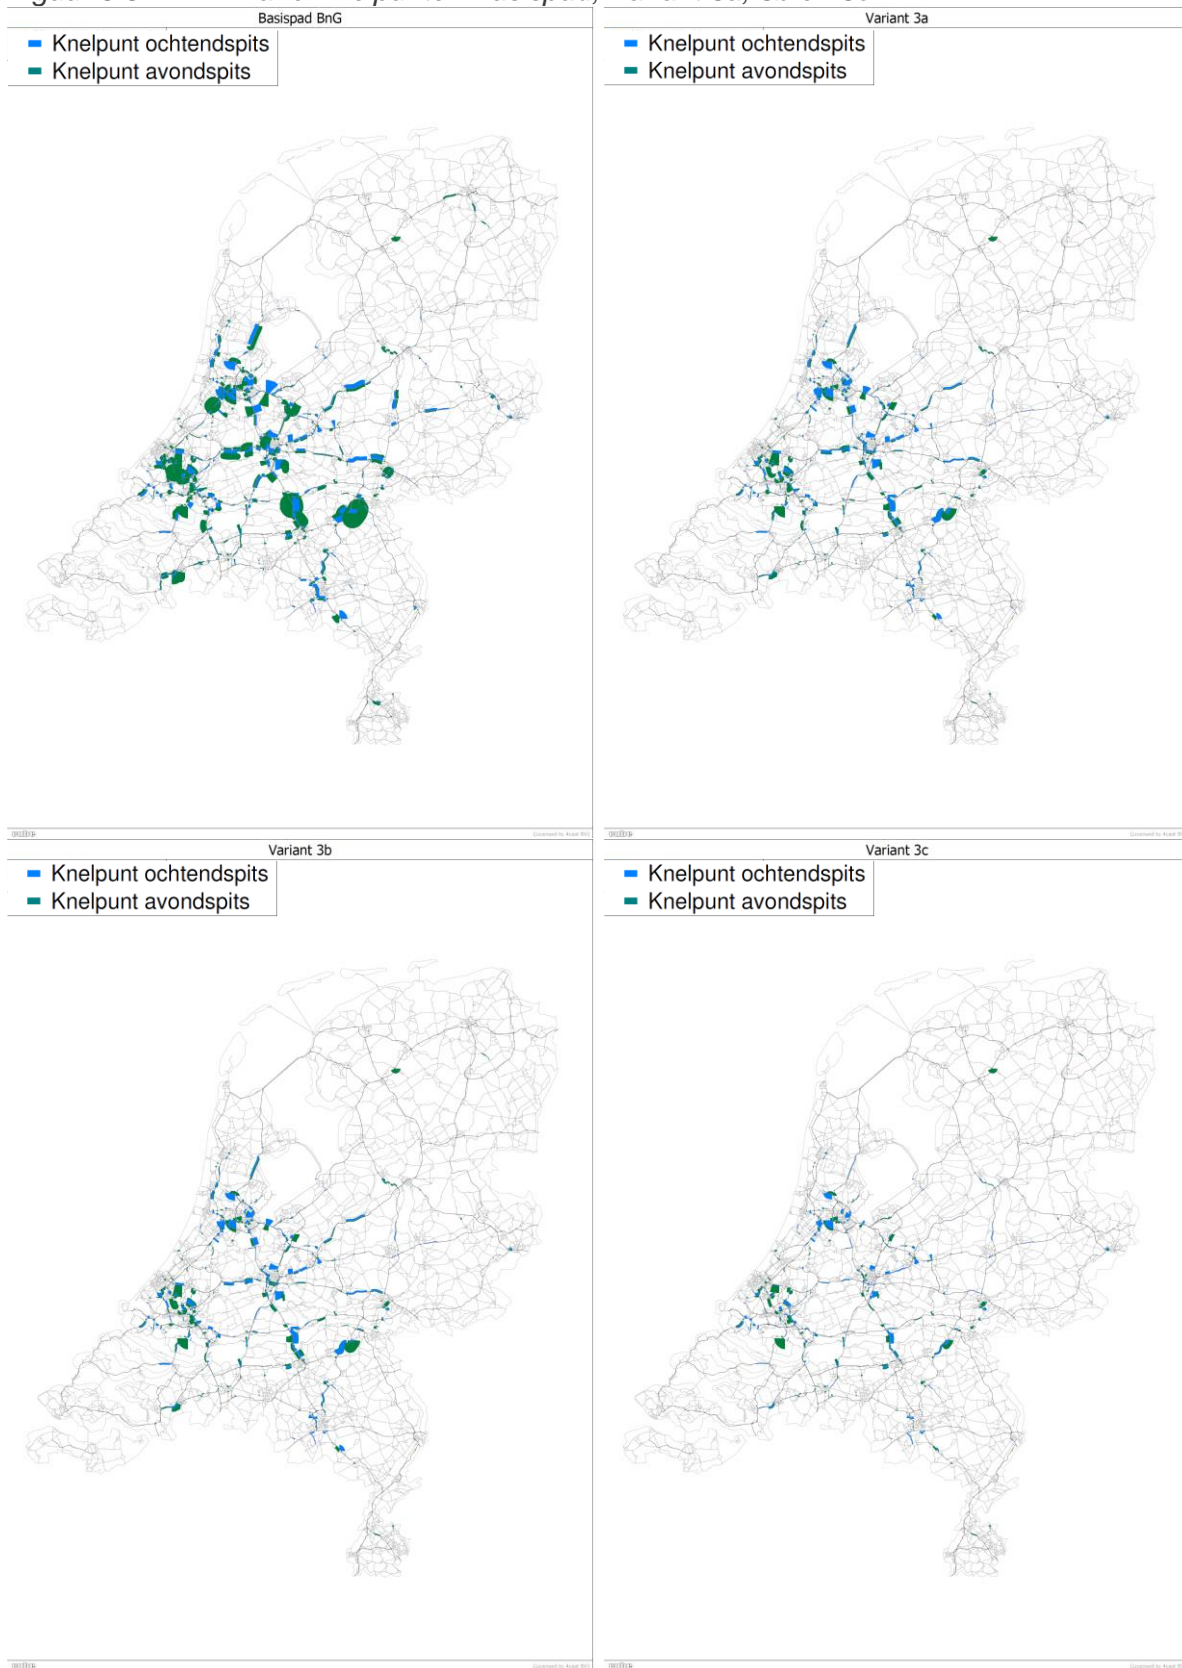 Basispad BnG
Knelpunt ochtendspits
Knelpunt avondspits
Variant 3a
Knelpunt ochtendspits
Knelpunt avondspits
Variant 3b
Knelpunt ochtendspits
Knelpunt avondspits
Variant 3c
Knelpunt ochtendspits
Knelpunt avondspits